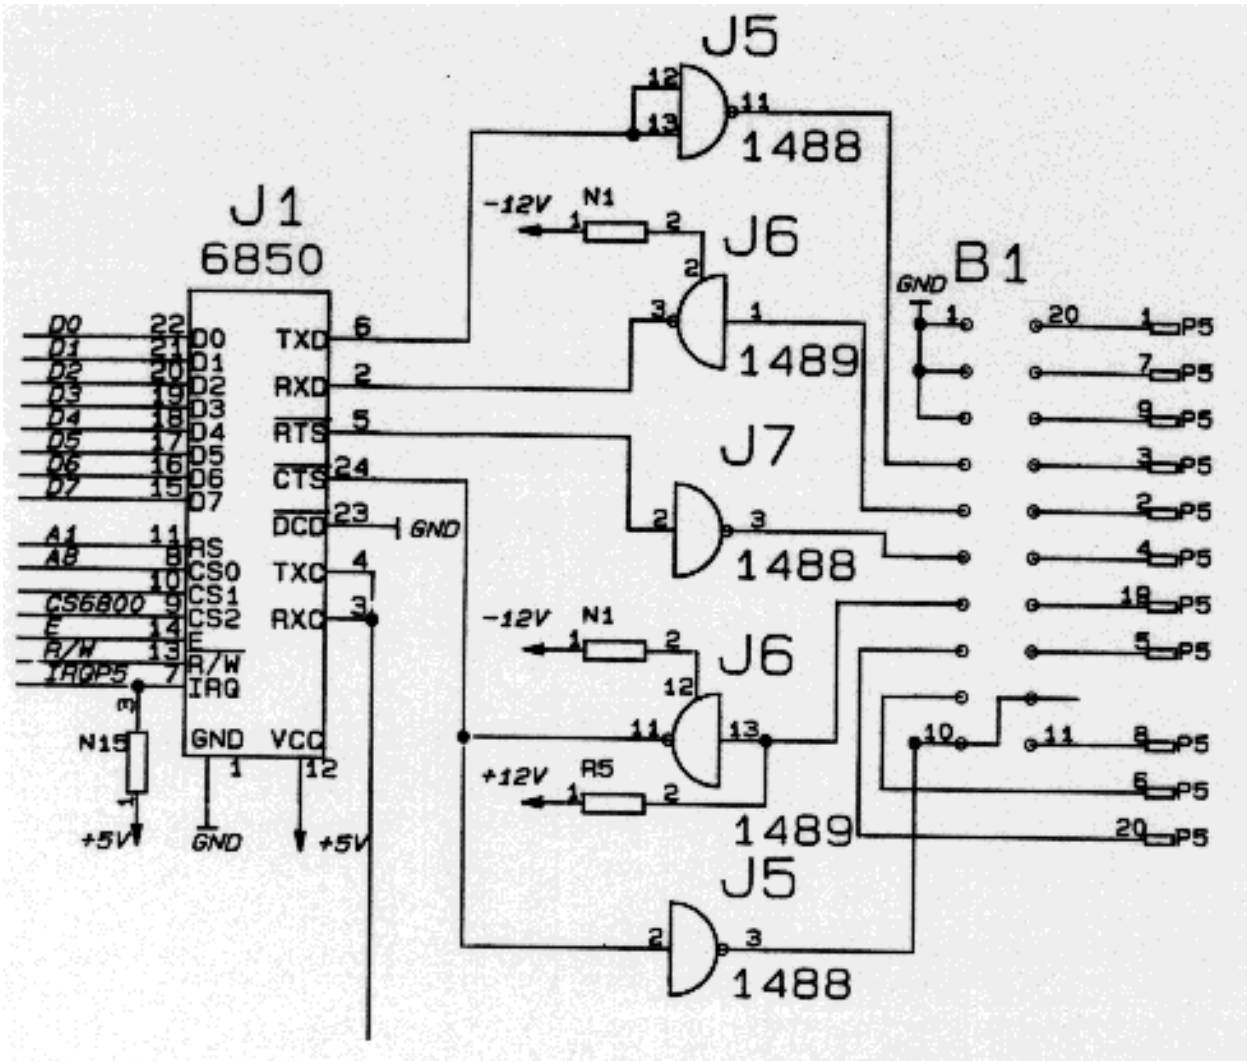 J5
12
13
11
1488
-12V
N1
1
2
J6
2
3
1
1489
J1
6850
D0 22 D0 TXD 6
D1 21 D1
D2 20 D2 RXD 2
D3 19 D3
D4 18 D4 RTS 5
D5 17 D5
D6 16 D6 CTS 24
D7 15 D7
DCD 23 GND
A1 11 RS
A8 8 CS0 TXC 4
10 CS1
CS6800 9 CS2 RXC 3
E 14 E
R/W 13 R/W
IRQP5 7 IRQ
3
N15
1
+5V
GND VCC
1 12
GND
+5V
J7
2 3
1488
-12V
N1
1 2
J6
12
11 13
+12V
R5
1 2
1489
J5
2 3
1488
B1
GND
1 20 1 P5
7 P5
9 P5
3 P5
2 P5
4 P5
19 P5
5 P5
10 11 8 P5
6 P5
20 P5